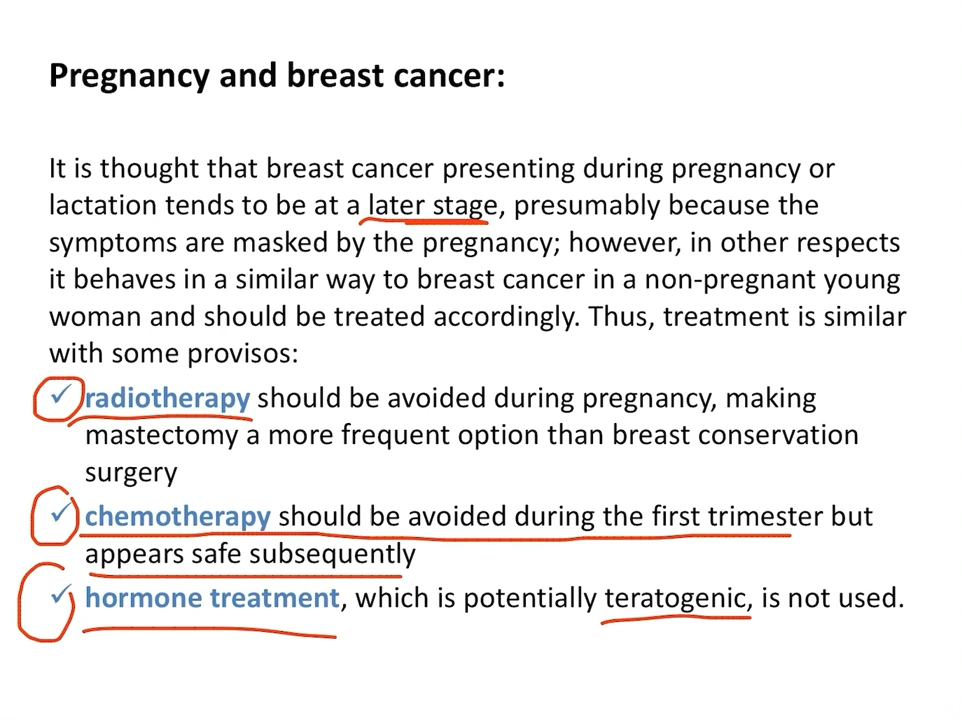 Pregnancy and breast cancer:
It is thought that breast cancer presenting during pregnancy or
lactation tends to be at a later stage, presumably because the
symptoms are masked by the pregnancy; however, in other respects
it behaves in a similar way to breast cancer in a non-pregnant young
woman and should be treated accordingly. Thus, treatment is similar
with some provisos:
✓ radiotherapy should be avoided during pregnancy, making
mastectomy a more frequent option than breast conservation
surgery
✓ chemotherapy should be avoided during the first trimester but
appears safe subsequently
✓ hormone treatment, which is potentially teratogenic, is not used.